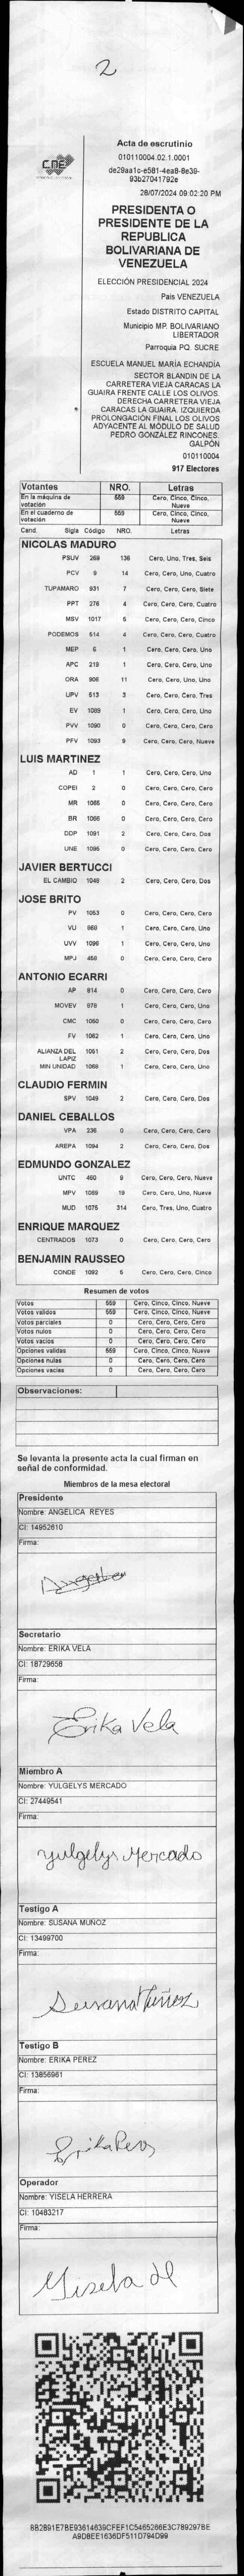 2
CNE
Acta de escrutinio
010110004.02.1.0001
de29aa1c-e581-4ea8-8e39-
93b27041792e
28/07/2024 09:02:20 PM
PRESIDENTA O
PRESIDENTE DE LA
REPUBLICA
BOLIVARIANA DE
VENEZUELA
ELECCIÓN PRESIDENCIAL 2024
País VENEZUELA
Estado DISTRITO CAPITAL
Municipio MP. BOLIVARIANO
LIBERTADOR
Parroquia PQ. SUCRE
ESCUELA MANUEL MARÍA ECHANDÍA
SECTOR BLANDIN DE LA
CARRETERA VIEJA CARACAS LA
GUAIRA FRENTE CALLE LOS OLIVOS.
DERECHA CARRETERA VIEJA
CARACAS LA GUAIRA. IZQUIERDA
PROLONGACIÓN FINAL LOS OLIVOS
ADYACENTE AL MÓDULO DE SALUD
PEDRO GONZÁLEZ RINCONES.
GALPÓN
010110004
917 Electores
Votantes NRO. Letras
En la máquina de votación 559 Cero, Cinco, Cinco, Nueve
En el cuaderno de votación 559 Cero, Cinco, Cinco, Nueve
Cand. Sigla Código NRO. Letras
NICOLAS MADURO
PSUV 269 136 Cero, Uno, Tres, Seis
PCV 9 14 Cero, Cero, Uno, Cuatro
TUPAMARO 931 7 Cero, Cero, Cero, Siete
PPT 276 4 Cero, Cero, Cero, Cuatro
MSV 1017 5 Cero, Cero, Cero, Cinco
PODEMOS 514 4 Cero, Cero, Cero, Cuatro
MEP 6 1 Cero, Cero, Cero, Uno
APC 219 1 Cero, Cero, Cero, Uno
ORA 906 11 Cero, Cero, Uno, Uno
UPV 513 3 Cero, Cero, Cero, Tres
EV 1089 1 Cero, Cero, Cero, Uno
PVV 1090 0 Cero, Cero, Cero, Cero
PFV 1093 9 Cero, Cero, Cero, Nueve
LUIS MARTINEZ
AD 1 1 Cero, Cero, Cero, Uno
COPEI 2 0 Cero, Cero, Cero, Cero
MR 1065 0 Cero, Cero, Cero, Cero
BR 1066 0 Cero, Cero, Cero, Cero
DDP 1091 2 Cero, Cero, Cero, Dos
UNE 1095 0 Cero, Cero, Cero, Cero
JAVIER BERTUCCI
EL CAMBIO 1048 2 Cero, Cero, Cero, Dos
JOSE BRITO
PV 1053 0 Cero, Cero, Cero, Cero
VU 969 1 Cero, Cero, Cero, Uno
UVV 1096 1 Cero, Cero, Cero, Uno
MPJ 459 0 Cero, Cero, Cero, Cero
ANTONIO ECARRI
AP 814 0 Cero, Cero, Cero, Cero
MOVEV 978 1 Cero, Cero, Cero, Uno
CMC 1050 0 Cero, Cero, Cero, Cero
FV 1062 1 Cero, Cero, Cero, Uno
ALIANZA DEL LAPIZ 1051 2 Cero, Cero, Cero, Dos
MIN UNIDAD 1068 1 Cero, Cero, Cero, Uno
CLAUDIO FERMIN
SPV 1049 2 Cero, Cero, Cero, Dos
DANIEL CEBALLOS
VPA 236 0 Cero, Cero, Cero, Cero
AREPA 1094 2 Cero, Cero, Cero, Dos
EDMUNDO GONZALEZ
UNTC 460 9 Cero, Cero, Cero, Nueve
MPV 1069 19 Cero, Cero, Uno, Nueve
MUD 1075 314 Cero, Tres, Uno, Cuatro
ENRIQUE MARQUEZ
CENTRADOS 1073 0 Cero, Cero, Cero, Cero
BENJAMIN RAUSSEO
CONDE 1092 5 Cero, Cero, Cero, Cinco
Resumen de votos
Votos 559 Cero, Cinco, Cinco, Nueve
Votos validos 559 Cero, Cinco, Cinco, Nueve
Votos parciales 0 Cero, Cero, Cero, Cero
Votos nulos 0 Cero, Cero, Cero, Cero
Votos vacios 0 Cero, Cero, Cero, Cero
Opciones validas 559 Cero, Cinco, Cinco, Nueve
Opciones nulas 0 Cero, Cero, Cero, Cero
Opciones vacias 0 Cero, Cero, Cero, Cero
Observaciones:
Se levanta la presente acta la cual firman en
señal de conformidad.
Miembros de la mesa electoral
Presidente
Nombre: ANGELICA REYES
CI: 14952610
Firma:
Secretario
Nombre: ERIKA VELA
CI: 18729658
Firma:
Erika Vela
Miembro A
Nombre: YULGELYS MERCADO
CI: 27449541
Firma:
Yulgelys Mercado
Testigo A
Nombre: SUSANA MUÑOZ
CI: 13499700
Firma:
Susana Muñoz
Testigo B
Nombre: ERIKA PEREZ
CI: 13856961
Firma:
Erika Perez
Operador
Nombre: YISELA HERRERA
CI: 10483217
Firma:
Yisela H
8B2891E7BE93614639CFEF1C5465266E3C789297BE
A9D8EE1636DF511D794D99